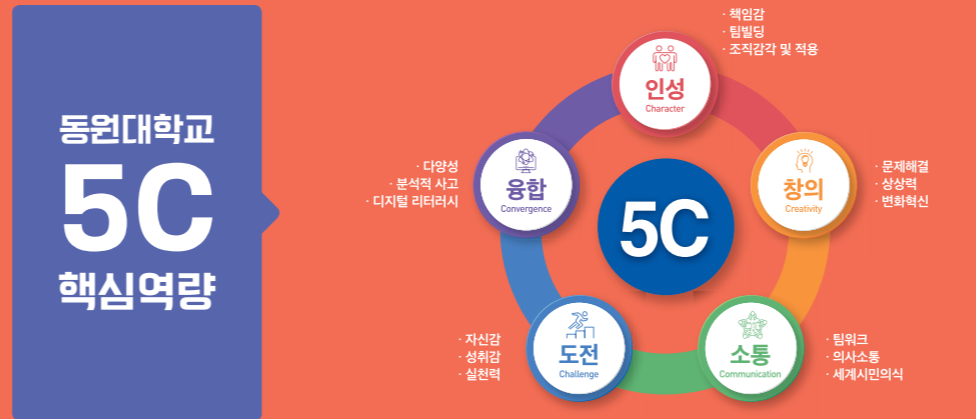 동원대학교
5C
핵심역량
5C
인성
Character
· 책임감
· 팀빌딩
· 조직감각 및 적용
창의
Creativity
· 문제해결
· 상상력
· 변화혁신
소통
Communication
· 팀워크
· 의사소통
· 세계시민의식
도전
Challenge
· 자신감
· 성취감
· 실천력
융합
Convergence
· 다양성
· 분석적 사고
· 디지털 리터러시